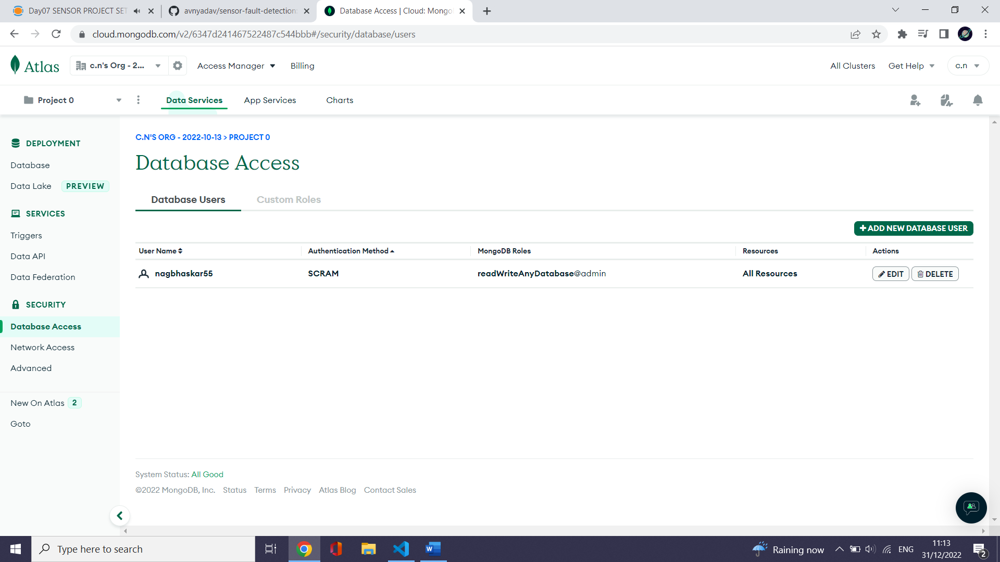 Day07 SENSOR PROJECT SET
avnyadav/sensor-fault-detection
Database Access | Cloud: Mongo
cloud.mongodb.com/v2/6347d241467522487c544bbb#/security/database/users
Atlas
c.n's Org - 2...
Access Manager
Billing
All Clusters
Get Help
c.n
Project 0
Data Services
App Services
Charts
DEPLOYMENT
Database
Data Lake PREVIEW
SERVICES
Triggers
Data API
Data Federation
SECURITY
Database Access
Network Access
Advanced
New On Atlas 2
Goto
C.N'S ORG - 2022-10-13 > PROJECT 0
Database Access
Database Users Custom Roles
+ ADD NEW DATABASE USER
User Name Authentication Method MongoDB Roles Resources Actions
nagbhaskar55 SCRAM readWriteAnyDatabase@admin All Resources EDIT DELETE
System Status: All Good
©2022 MongoDB, Inc. Status Terms Privacy Atlas Blog Contact Sales
Type here to search
Raining now
ENG
11:13
31/12/2022
2